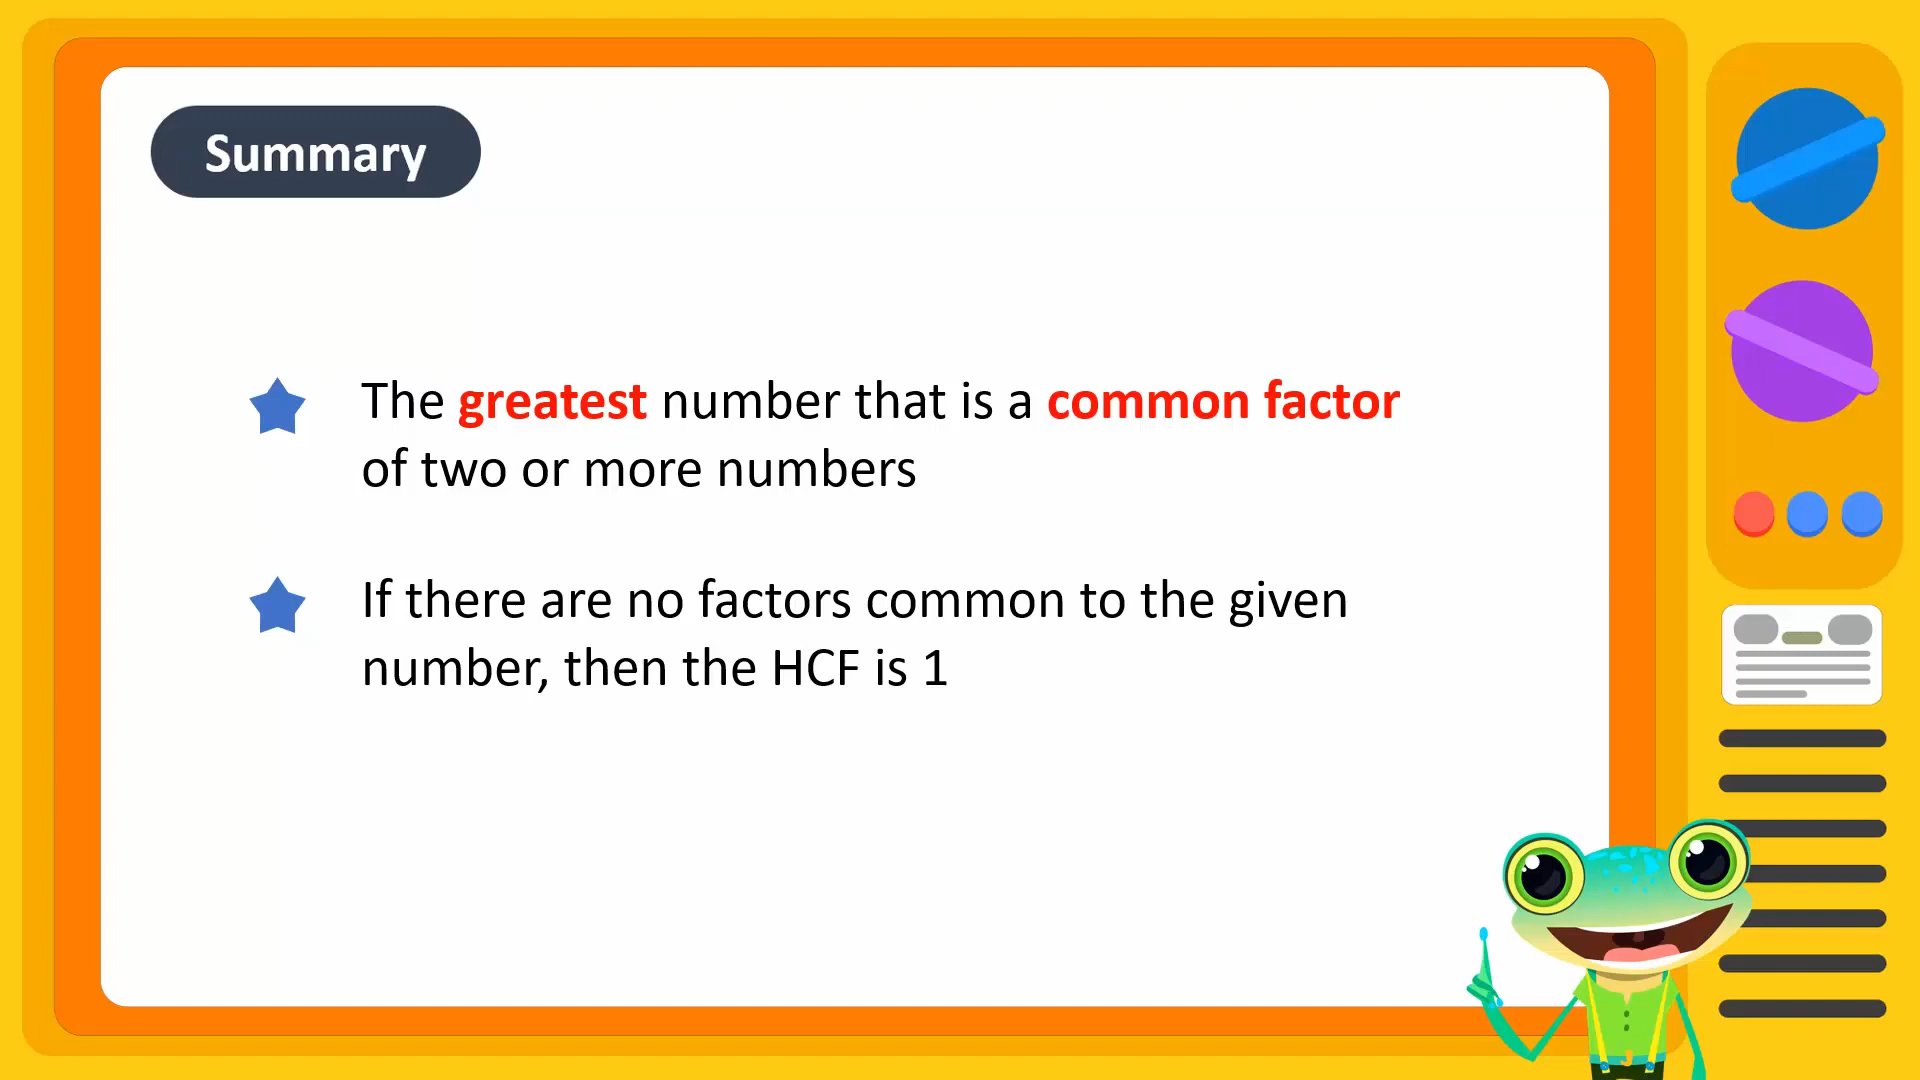 Summary
The greatest number that is a common factor
of two or more numbers
If there are no factors common to the given
number, then the HCF is 1